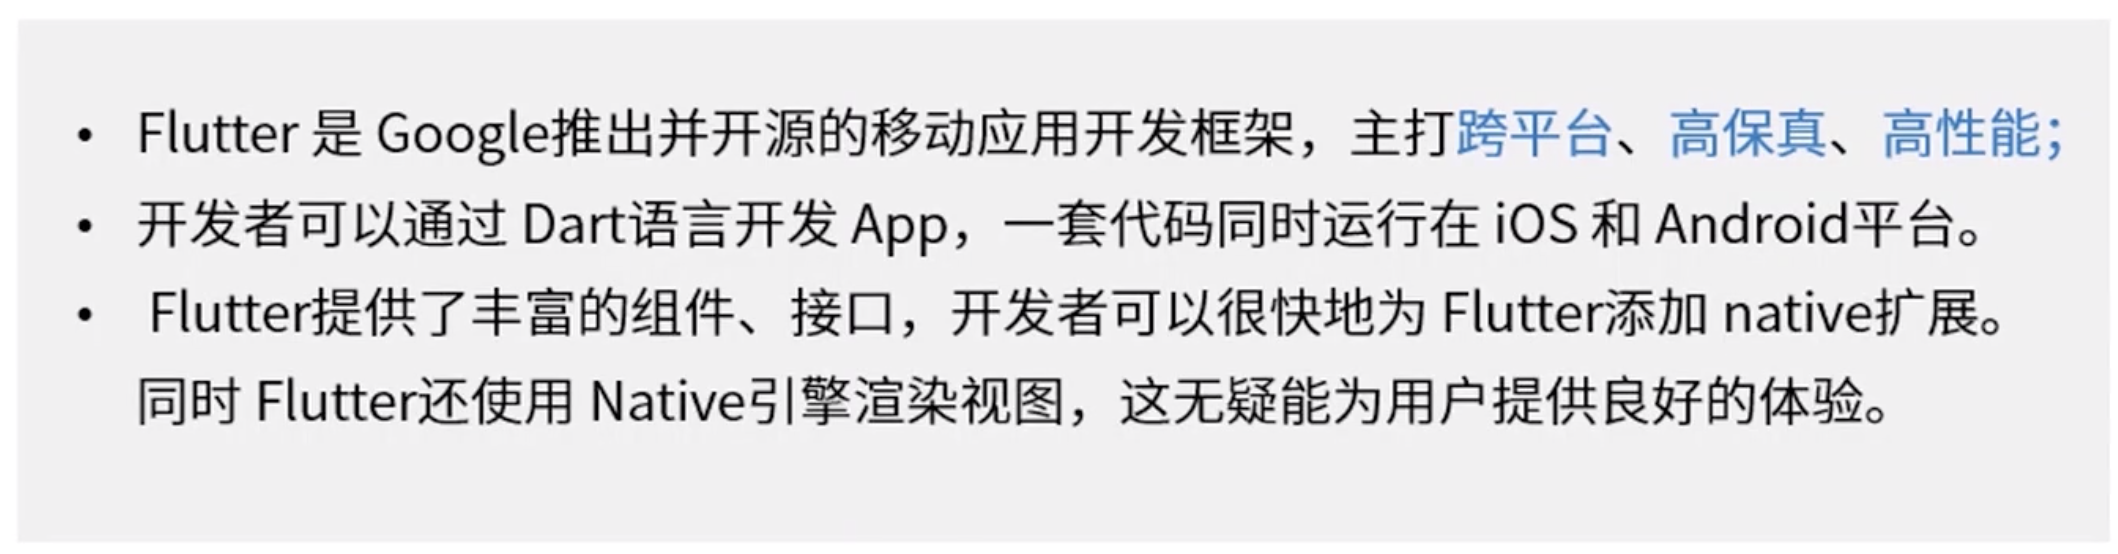 • Flutter 是 Google推出并开源的移动应用开发框架，主打跨平台、高保真、高性能；
• 开发者可以通过 Dart语言开发 App，一套代码同时运行在 iOS 和 Android平台。
• Flutter提供了丰富的组件、接口，开发者可以很快地为 Flutter添加 native扩展。
同时 Flutter还使用 Native引擎渲染视图，这无疑能为用户提供良好的体验。